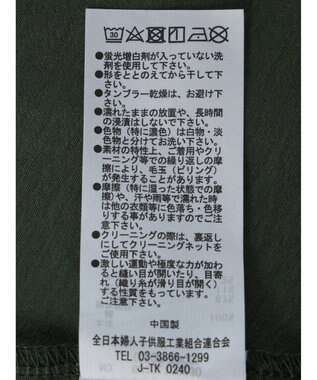 30
●蛍光増白剤が入っていない洗
剤を使用して下さい。
●形をととのえてから干して下
さい。
●タンブラー乾燥は、お避け下
さい。
●濡れたままの放置や、長時間
の浸漬はしないで下さい。
●色物（特に濃色）は白物・淡
色物と分けてお洗い下さい。
●素材の特性上、ご着用やクリ
ーニング等での繰り返しの摩
擦により、毛玉（ピリング）
が発生することがあります。
●摩擦（特に湿った状態での摩
擦）や、汗や雨等で濡れた時
は他の衣類等に色落ち・色移
りすることがありますのでご
注意下さい。
●クリーニングの際は、裏返し
にしてクリーニングネットを
ご使用下さい。
●激しい運動や極度な力が加わ
ると縫い目が開いたり、目寄
れ（織り糸が滑り目が開く）
する性質をもっています。
ご注意下さい。
中国製
全日本婦人子供服工業組合連合会
TEL 03-3866-1299
J-TK 0240